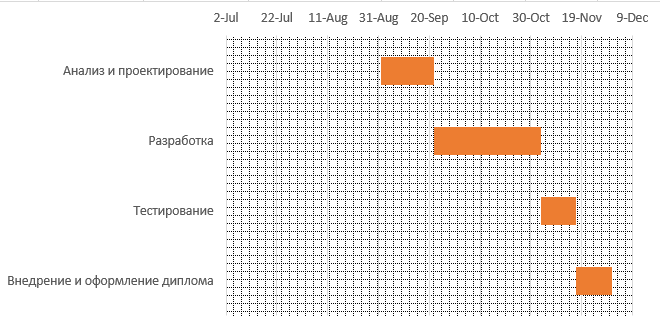 2-Jul 22-Jul 11-Aug 31-Aug 20-Sep 10-Oct 30-Oct 19-Nov 9-Dec
Анализ и проектирование
Разработка
Тестирование
Внедрение и оформление диплома